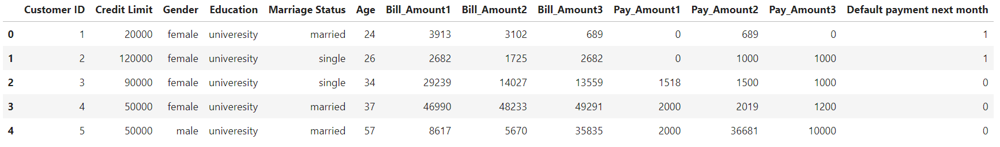 Customer ID Credit Limit Gender Education Marriage Status Age Bill_Amount1 Bill_Amount2 Bill_Amount3 Pay_Amount1 Pay_Amount2 Pay_Amount3 Default payment next month
0 1 20000 female univeresity married 24 3913 3102 689 0 689 0 1
1 2 120000 female univeresity single 26 2682 1725 2682 0 1000 1000 1
2 3 90000 female univeresity single 34 29239 14027 13559 1518 1500 1000 0
3 4 50000 female univeresity married 37 46990 48233 49291 2000 2019 1200 0
4 5 50000 male univeresity married 57 8617 5670 35835 2000 36681 10000 0